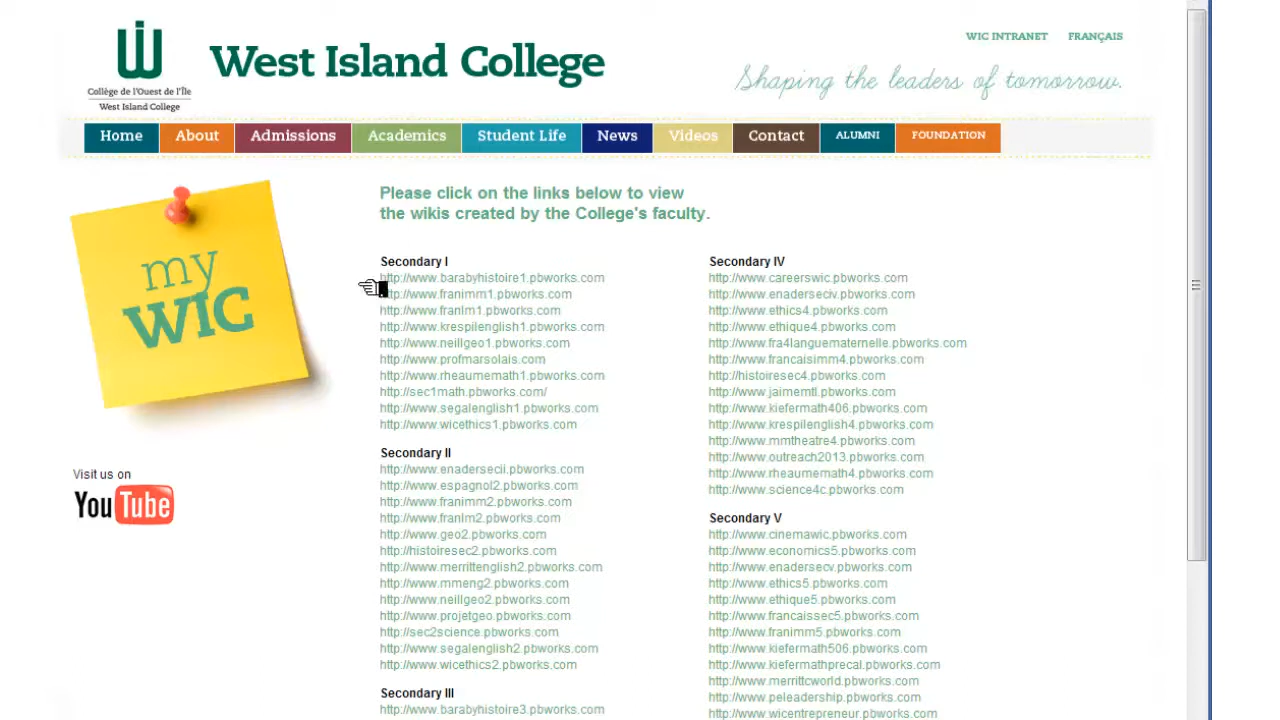 WIC INTRANET FRANÇAIS
West Island College
Shaping the leaders of tomorrow.
Collège de l'Ouest de l'Île
West Island College
Home About Admissions Academics Student Life News Videos Contact ALUMNI FOUNDATION
my
WIC
Visit us on
YouTube
Please click on the links below to view
the wikis created by the College's faculty.
Secondary I
http://www.barabyhistoire1.pbworks.com
http://www.franimm1.pbworks.com
http://www.franlm1.pbworks.com
http://www.krespilenglish1.pbworks.com
http://www.neillgeo1.pbworks.com
http://www.profmarsolais.com
http://www.rheaumemath1.pbworks.com
http://sec1math.pbworks.com/
http://www.segalenglish1.pbworks.com
http://www.wicethics1.pbworks.com
Secondary II
http://www.enadersecii.pbworks.com
http://www.espagnol2.pbworks.com
http://www.franimm2.pbworks.com
http://www.franlm2.pbworks.com
http://www.geo2.pbworks.com
http://histoiresec2.pbworks.com
http://www.merrittenglish2.pbworks.com
http://www.mmeng2.pbworks.com
http://www.neillgeo2.pbworks.com
http://www.projetgeo.pbworks.com
http://sec2science.pbworks.com
http://www.segalenglish2.pbworks.com
http://www.wicethics2.pbworks.com
Secondary III
http://www.barabyhistoire3.pbworks.com
Secondary IV
http://www.careerswic.pbworks.com
http://www.enaderseciv.pbworks.com
http://www.ethics4.pbworks.com
http://www.ethique4.pbworks.com
http://www.fra4languematernelle.pbworks.com
http://www.francaisimm4.pbworks.com
http://histoiresec4.pbworks.com
http://www.jaimemtl.pbworks.com
http://www.kiefermath406.pbworks.com
http://www.krespilenglish4.pbworks.com
http://www.mmtheatre4.pbworks.com
http://www.outreach2013.pbworks.com
http://www.rheaumemath4.pbworks.com
http://www.science4c.pbworks.com
Secondary V
http://www.cinemawic.pbworks.com
http://www.economics5.pbworks.com
http://www.enadersecv.pbworks.com
http://www.ethics5.pbworks.com
http://www.ethique5.pbworks.com
http://www.francaissec5.pbworks.com
http://www.franimm5.pbworks.com
http://www.kiefermath506.pbworks.com
http://www.kiefermathprecal.pbworks.com
http://www.merrittcworld.pbworks.com
http://www.peleadership.pbworks.com
http://www.wicentrepreneur.pbworks.com